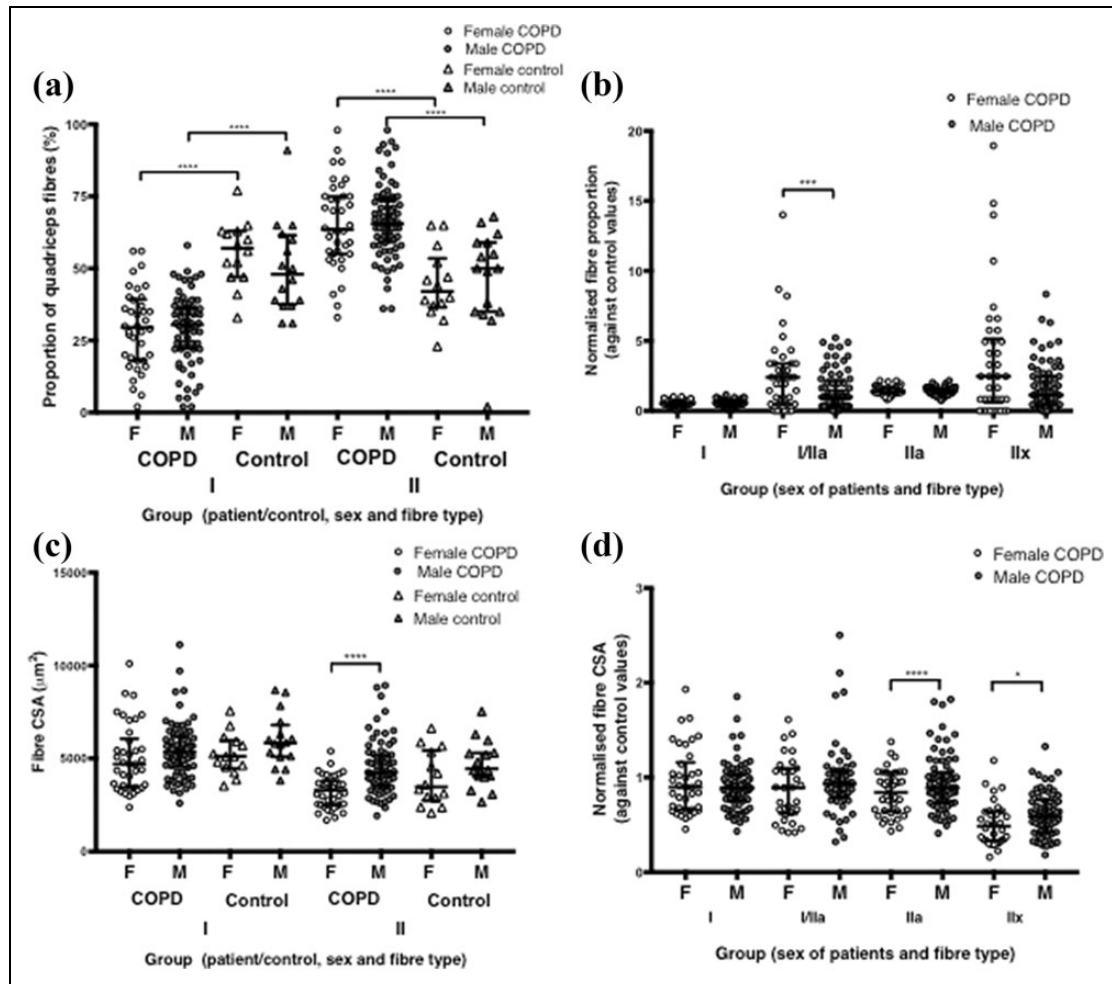 (a)
Female COPD
Male COPD
Female control
Male control
****
****
****
****
Proportion of quadriceps fibres (%)
100
75
50
25
0
F M F M F M F M
COPD Control COPD Control
I II
Group (patient/control, sex and fibre type)
(b)
Female COPD
Male COPD
***
Normalised fibre proportion
(against control values)
20
15
10
5
0
F M F M F M F M
I I/IIa IIa IIx
Group (sex of patients and fibre type)
(c)
Female COPD
Male COPD
Female control
Male control
****
Fibre CSA (µm²)
15000
10000
5000
0
F M F M F M F M
COPD Control COPD Control
I II
Group (patient/control, sex and fibre type)
(d)
Female COPD
Male COPD
****
*
Normalised fibre CSA
(against control values)
3
2
1
0
F M F M F M F M
I I/IIa IIa IIx
Group (sex of patients and fibre type)